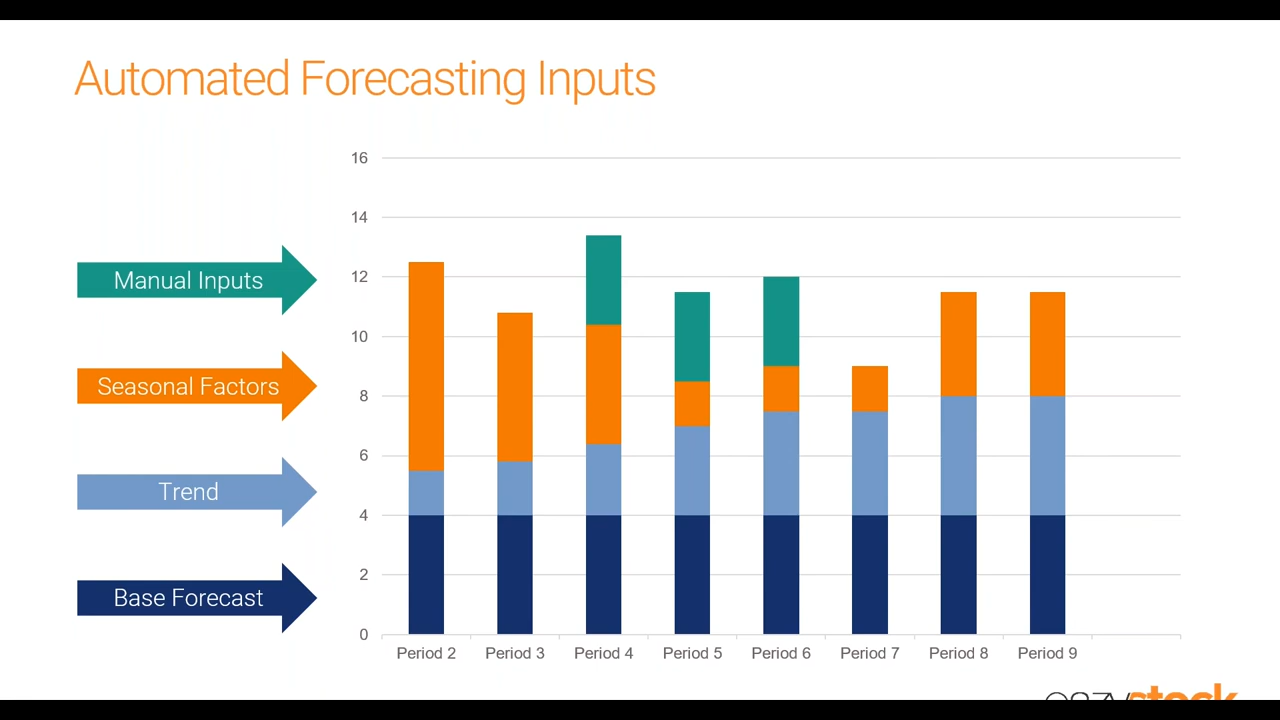 Automated Forecasting Inputs
16
14
12
10
8
6
4
2
0
Manual Inputs
Seasonal Factors
Trend
Base Forecast
Period 2 Period 3 Period 4 Period 5 Period 6 Period 7 Period 8 Period 9